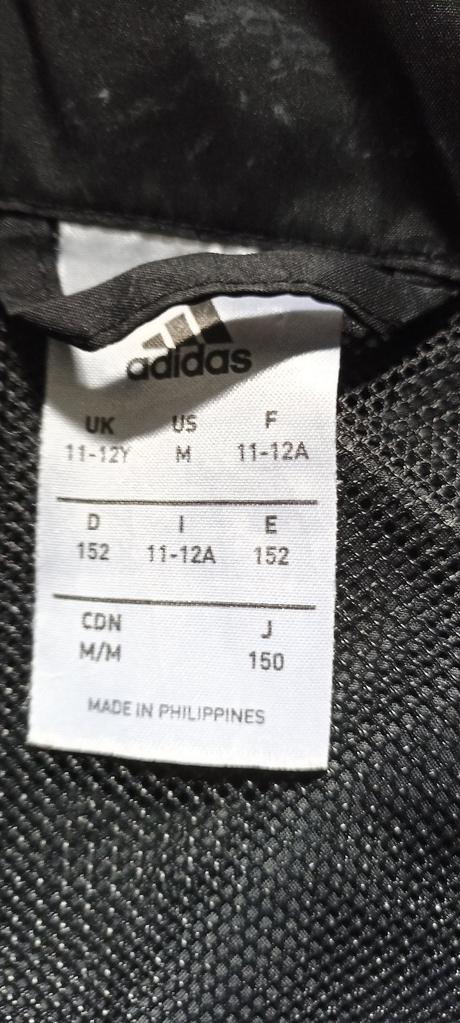 adidas
UK US F
11-12Y M 11-12A
D I E
152 11-12A 152
CDN J
M/M 150
MADE IN PHILIPPINES